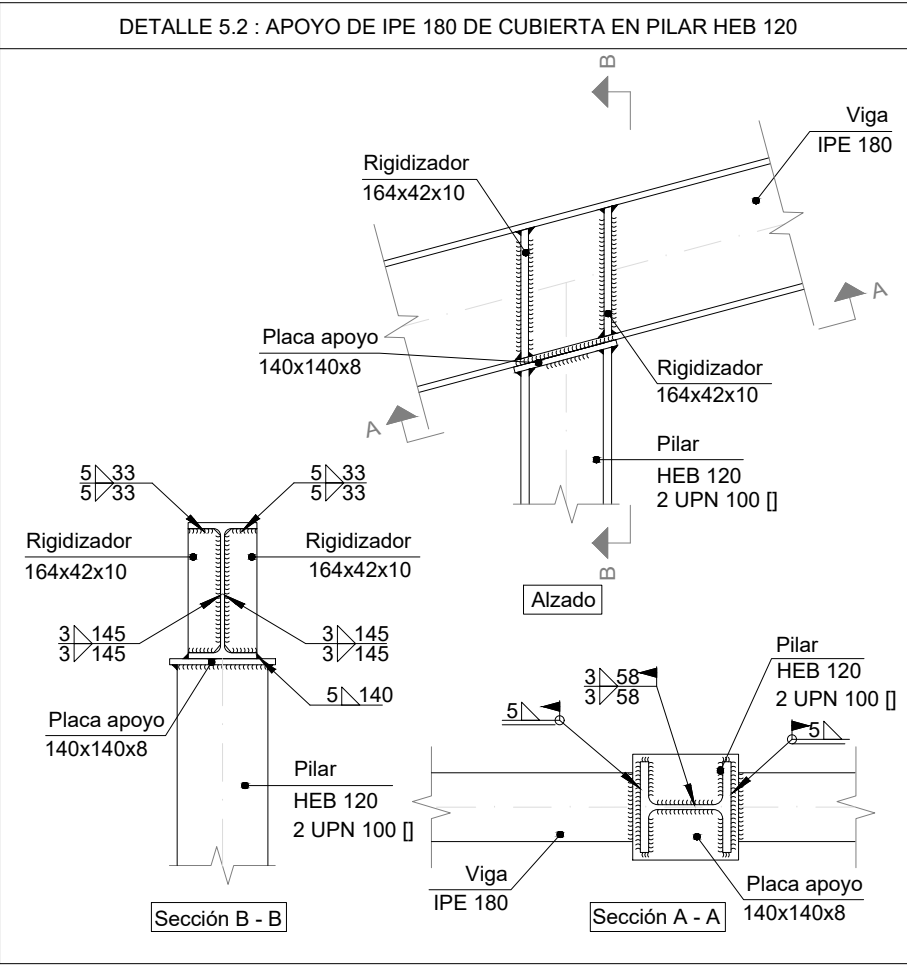 DETALLE 5.2 : APOYO DE IPE 180 DE CUBIERTA EN PILAR HEB 120
B
Viga
IPE 180
Rigidizador
164x42x10
A
Placa apoyo
140x140x8
Rigidizador
164x42x10
A
Pilar
HEB 120
2 UPN 100 []
B
Alzado
5 33
5 33
5 33
5 33
Rigidizador
164x42x10
Rigidizador
164x42x10
3 145
3 145
3 145
3 145
5 140
Placa apoyo
140x140x8
Pilar
HEB 120
2 UPN 100 []
Sección B - B
Pilar
HEB 120
2 UPN 100 []
3 58
3 58
5
5
Viga
IPE 180
Placa apoyo
140x140x8
Sección A - A